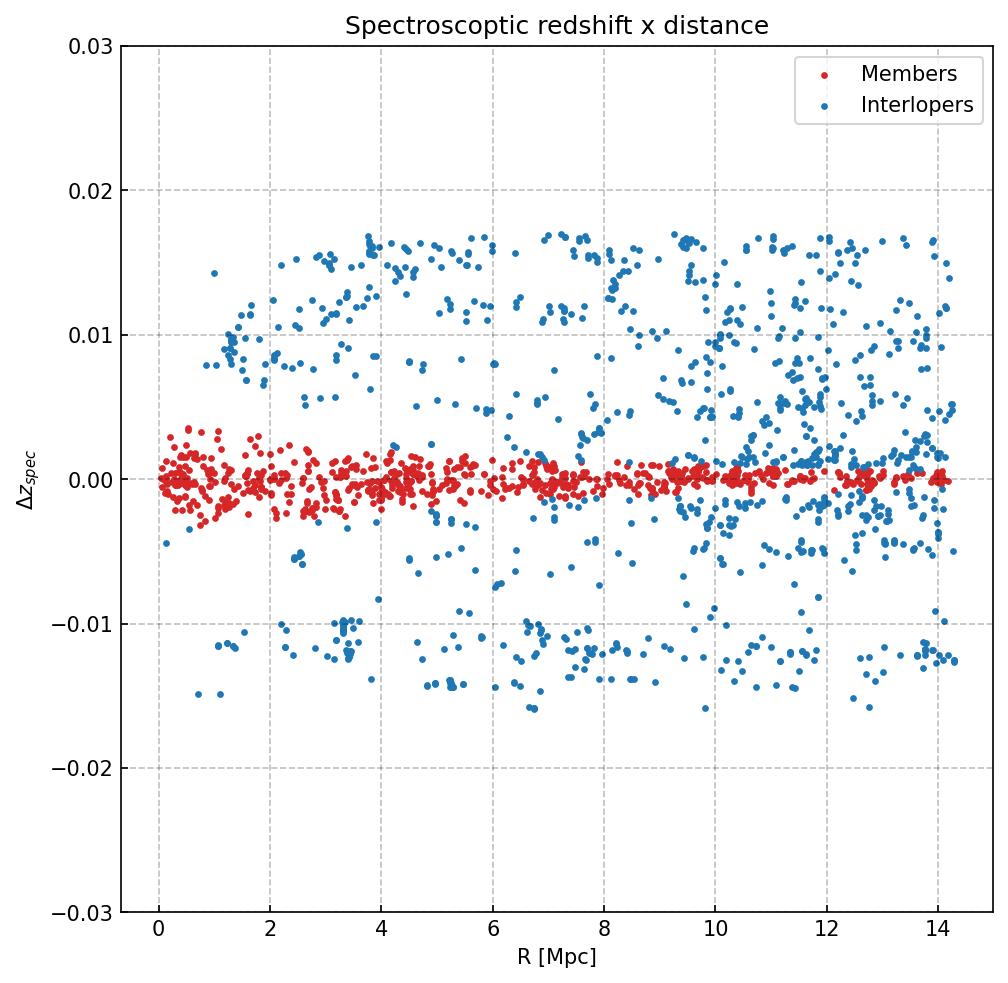 Spectroscoptic redshift x distance
0.03
0.02
0.01
0.00
−0.01
−0.02
−0.03
Δz_spec
Members
Interlopers
0 2 4 6 8 10 12 14
R [Mpc]